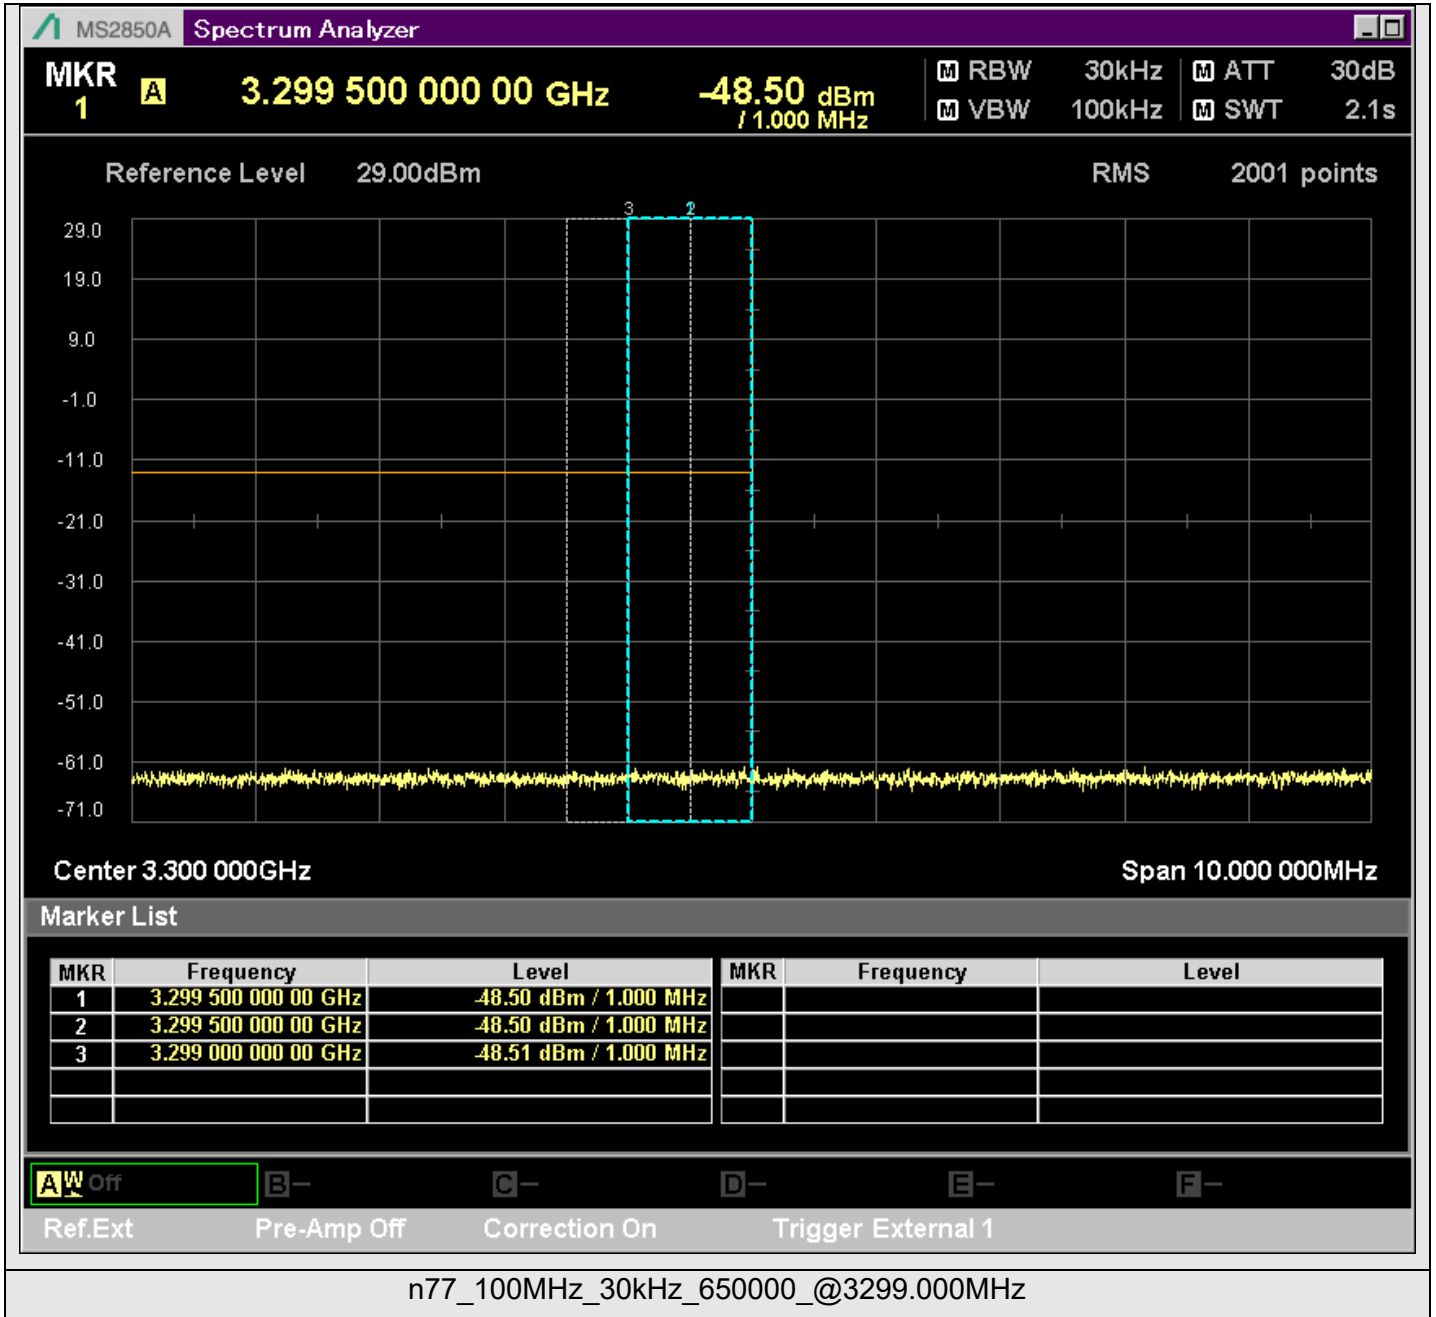 MS2850A Spectrum Analyzer
MKR 1 A 3.299 500 000 00 GHz -48.50 dBm / 1.000 MHz
M RBW 30kHz M ATT 30dB
M VBW 100kHz M SWT 2.1s
Reference Level 29.00dBm RMS 2001 points
3 2
29.0
19.0
9.0
-1.0
-11.0
-21.0
-31.0
-41.0
-51.0
-61.0
-71.0
Center 3.300 000GHz Span 10.000 000MHz
Marker List
MKR Frequency Level MKR Frequency Level
1 3.299 500 000 00 GHz -48.50 dBm / 1.000 MHz
2 3.299 500 000 00 GHz -48.50 dBm / 1.000 MHz
3 3.299 000 000 00 GHz -48.51 dBm / 1.000 MHz
A W Off B - C - D - E - F -
Ref.Ext Pre-Amp Off Correction On Trigger External 1
n77_100MHz_30kHz_650000_@3299.000MHz